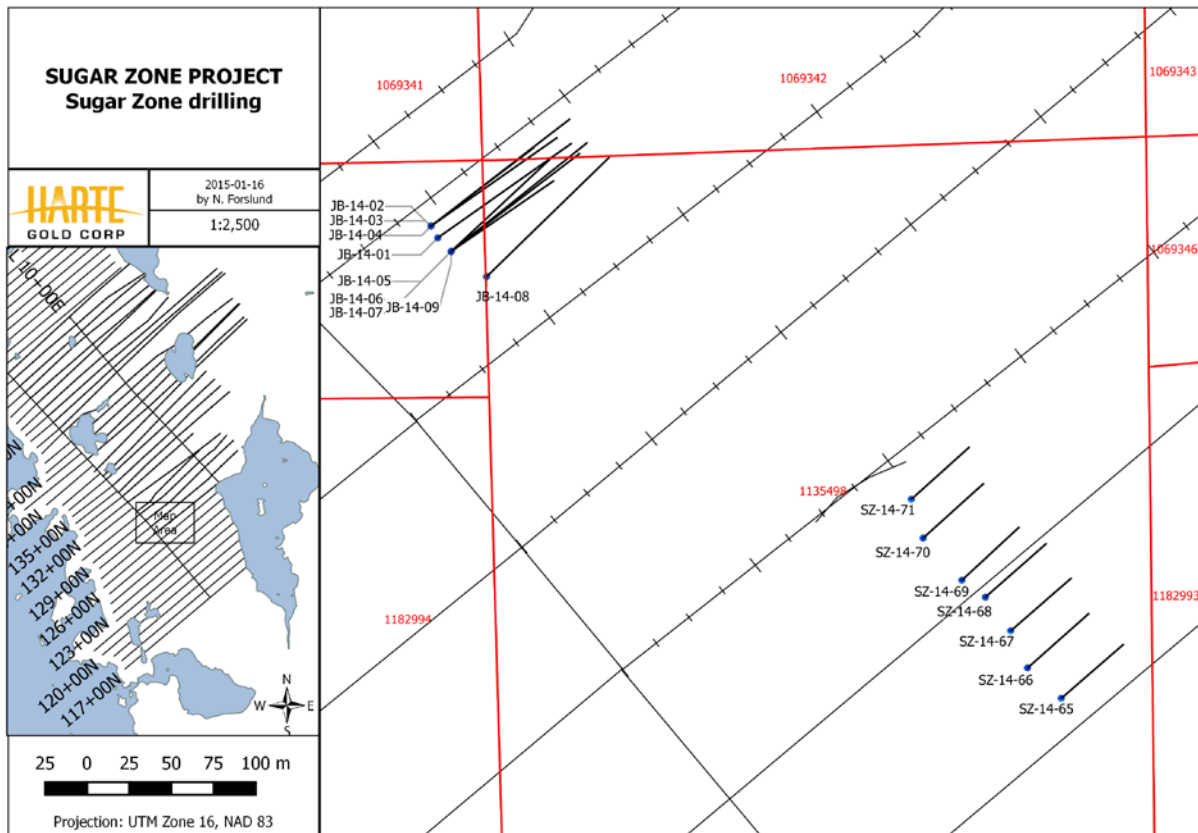 SUGAR ZONE PROJECT
Sugar Zone drilling
HARTE
GOLD CORP
2015-01-16
by N. Forslund
1:2,500
L 10+00E
135+00N
132+00N
129+00N
126+00N
123+00N
120+00N
117+00N
Map
Area
N
W E
S
25 0 25 50 75 100 m
Projection: UTM Zone 16, NAD 83
1069341
1069342
1069343
JB-14-02
JB-14-03
JB-14-04
JB-14-01
JB-14-05
JB-14-06
JB-14-07
JB-14-09
JB-14-08
1069346
1135498
SZ-14-71
SZ-14-70
SZ-14-69
SZ-14-68
SZ-14-67
SZ-14-66
SZ-14-65
1182994
1182993